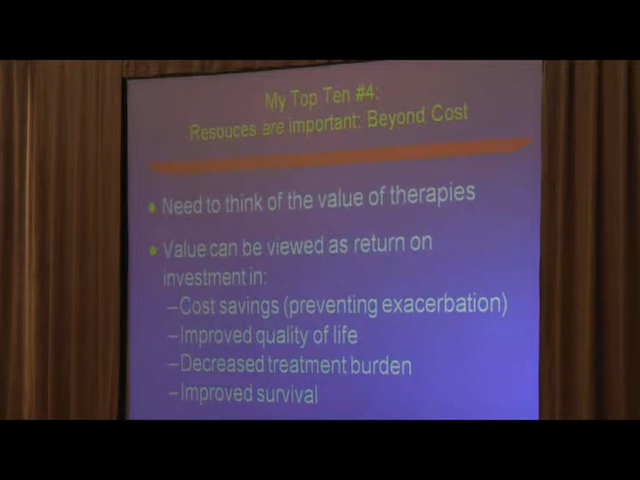 My Top Ten #4:
Resouces are important: Beyond Cost
• Need to think of the value of therapies
• Value can be viewed as return on
investment in:
–Cost savings (preventing exacerbation)
–Improved quality of life
–Decreased treatment burden
–Improved survival